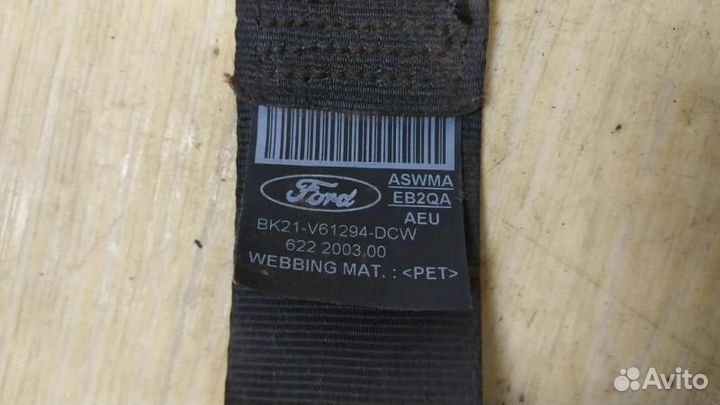 Ford
ASWMA
EB2QA
AEU
BK21-V61294-DCW
622 2003 00
WEBBING MAT. : <PET>
Avito